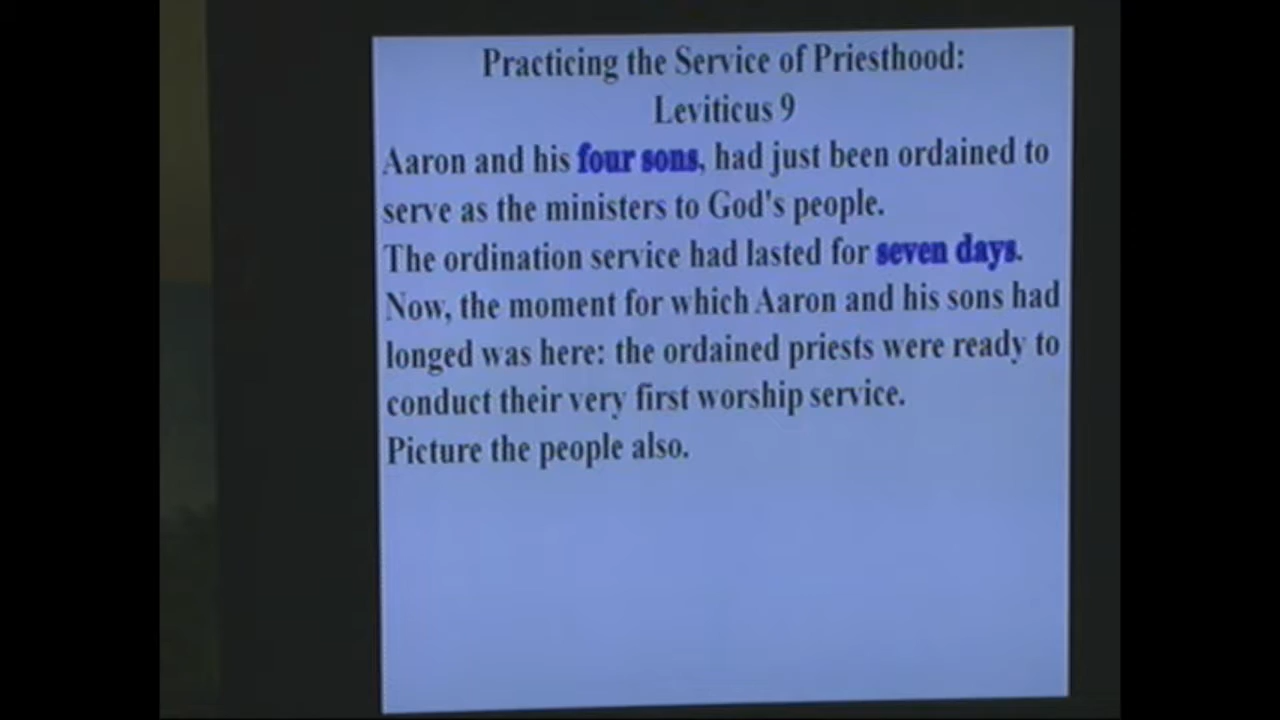 Practicing the Service of Priesthood:
Leviticus 9
Aaron and his four sons, had just been ordained to
serve as the ministers to God's people.
The ordination service had lasted for seven days.
Now, the moment for which Aaron and his sons had
longed was here: the ordained priests were ready to
conduct their very first worship service.
Picture the people also.